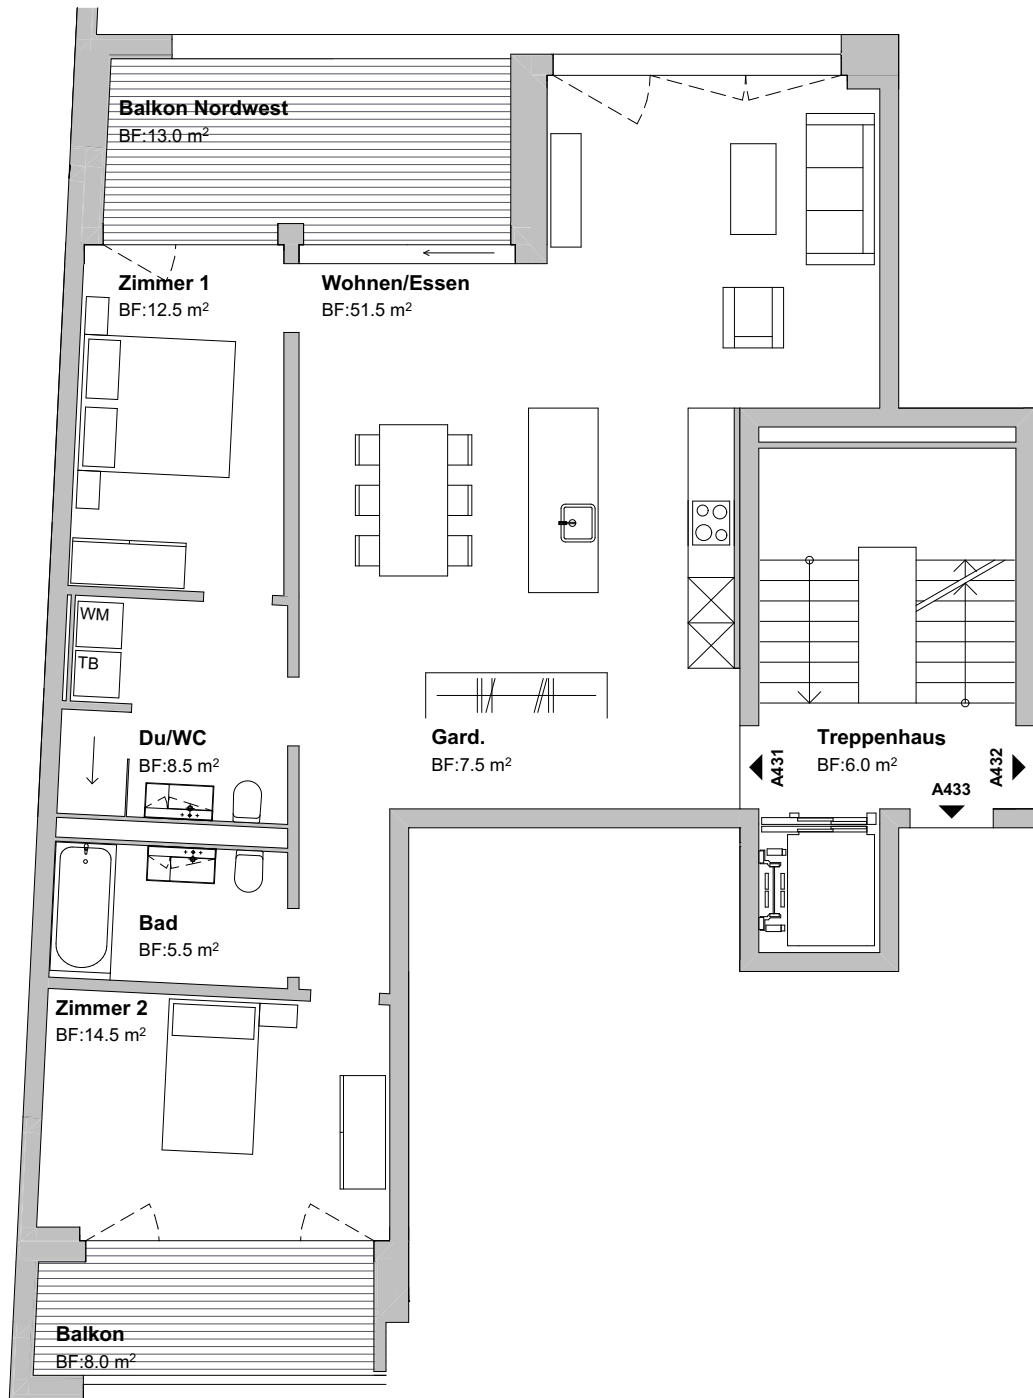 Balkon Nordwest
BF:13.0 m²
Zimmer 1
BF:12.5 m²
Wohnen/Essen
BF:51.5 m²
WM
TB
Du/WC
BF:8.5 m²
Gard.
BF:7.5 m²
Treppenhaus
BF:6.0 m²
A431
A432
A433
Bad
BF:5.5 m²
Zimmer 2
BF:14.5 m²
Balkon
BF:8.0 m²